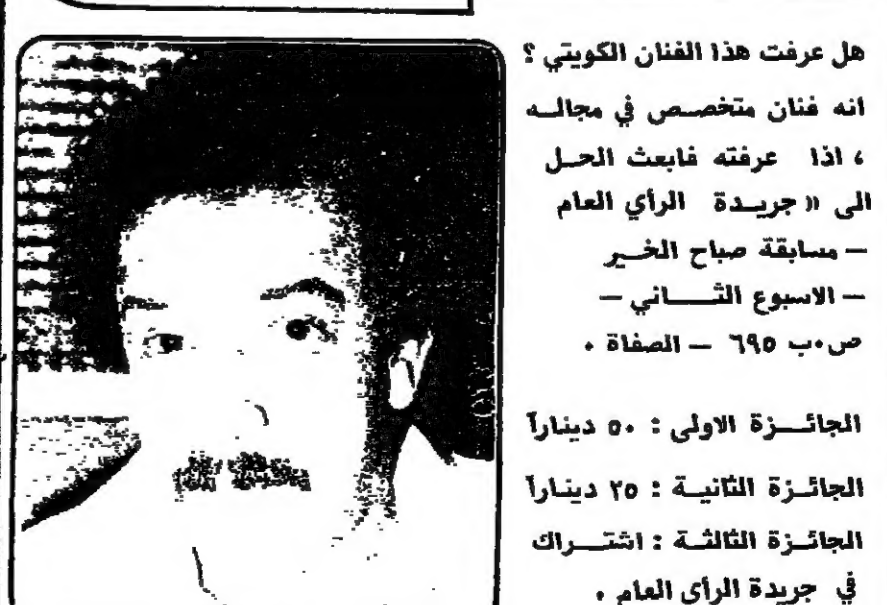 هل عرفت هذا الفنان الكويتي ؟
انه فنان متخصص في مجاله
، اذا عرفته فابعث الحل
الى « جريدة الرأي العام
— مسابقة صباح الخير
— الاسبوع الثاني —
ص.ب ٦٩٥ — الصفاة .
الجائزة الاولى : ٥٠ ديناراً
الجائزة الثانية : ٢٥ ديناراً
الجائزة الثالثة : اشتراك
في جريدة الرأي العام .